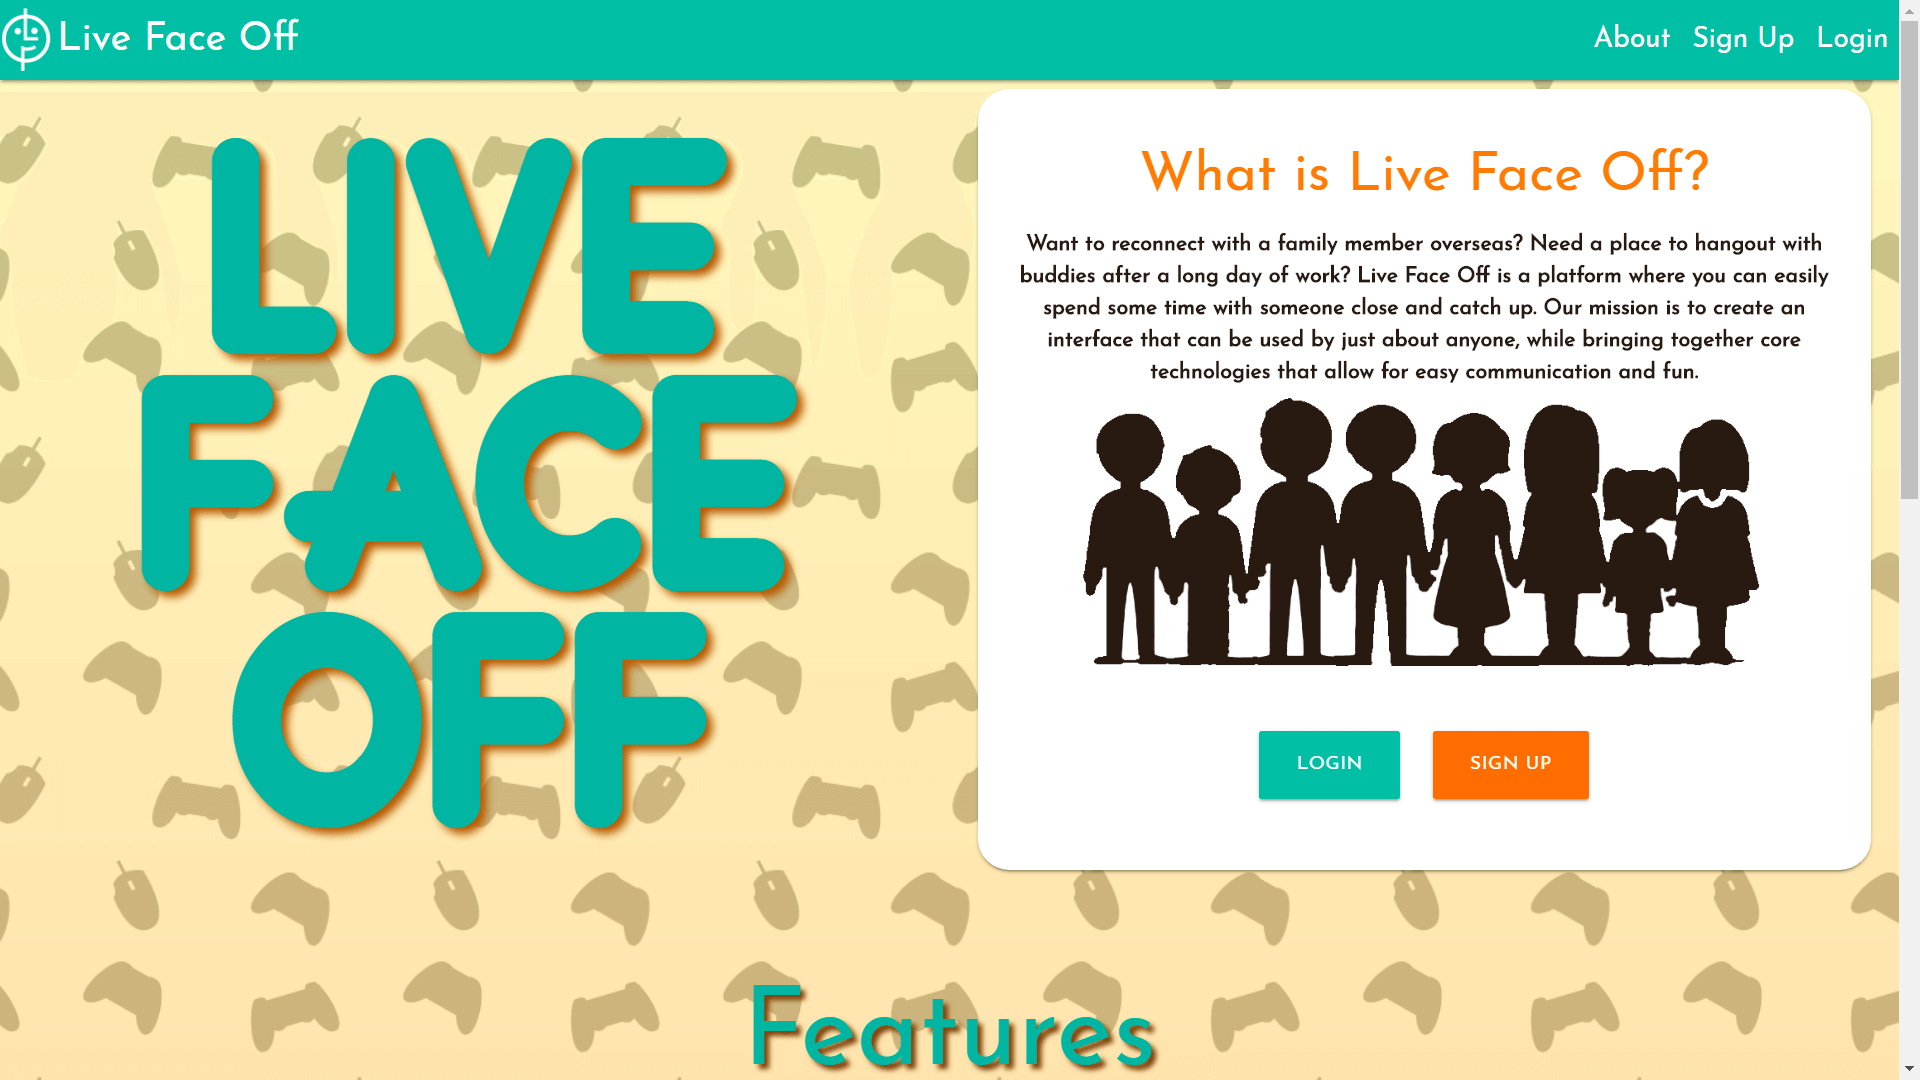 Live Face Off
About Sign Up Login
LIVE
FACE
OFF
What is Live Face Off?
Want to reconnect with a family member overseas? Need a place to hangout with
buddies after a long day of work? Live Face Off is a platform where you can easily
spend some time with someone close and catch up. Our mission is to create an
interface that can be used by just about anyone, while bringing together core
technologies that allow for easy communication and fun.
LOGIN SIGN UP
Features